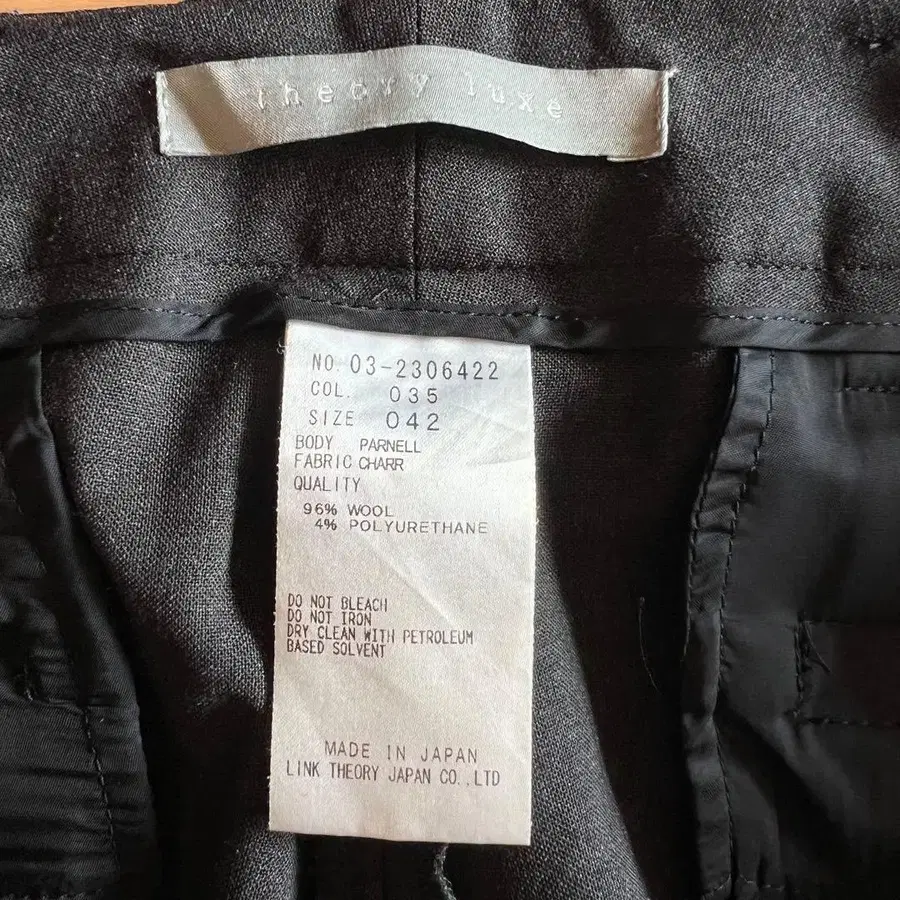 theory luxe
NO. 03-2306422
COL. 035
SIZE 042
BODY PARNELL
FABRIC CHARR
QUALITY
96% WOOL
4% POLYURETHANE
DO NOT BLEACH
DO NOT IRON
DRY CLEAN WITH PETROLEUM
BASED SOLVENT
MADE IN JAPAN
LINK THEORY JAPAN CO.,LTD